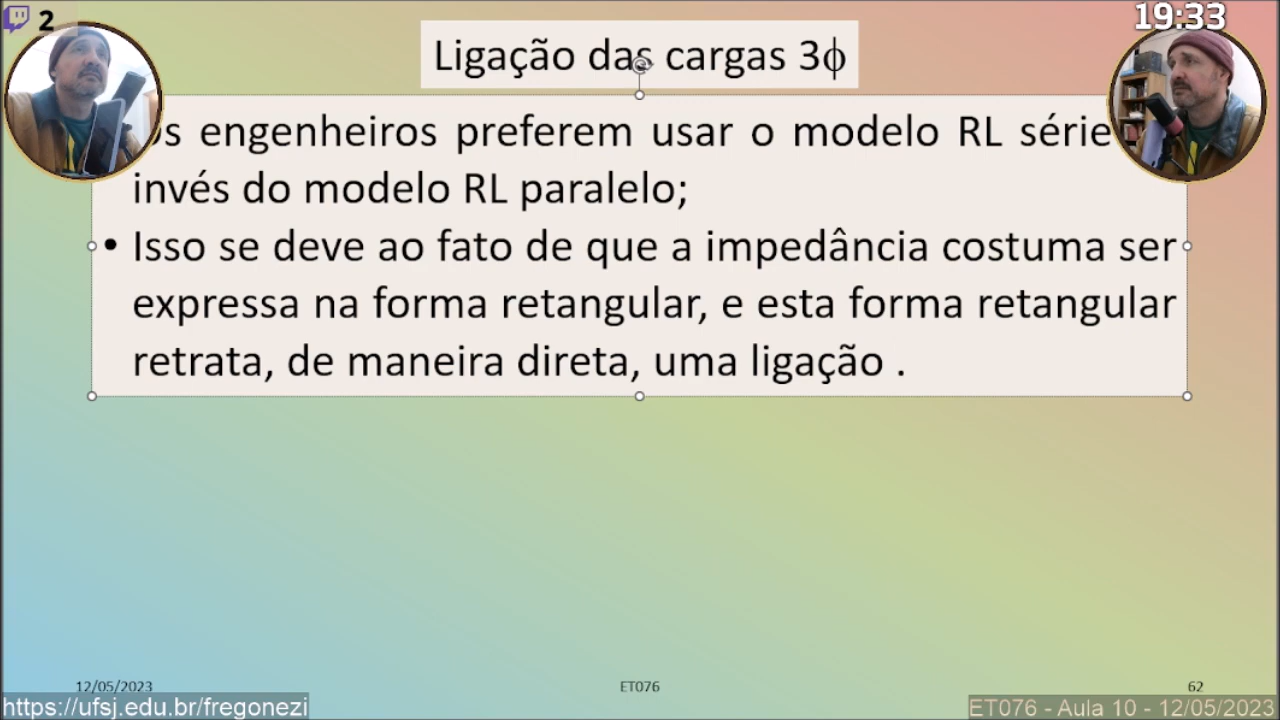 2
19:33
Ligação das cargas 3ϕ
engenheiros preferem usar o modelo RL série
invés do modelo RL paralelo;
• Isso se deve ao fato de que a impedância costuma ser
expressa na forma retangular, e esta forma retangular
retrata, de maneira direta, uma ligação .
12/05/2023
ET076
62
https://ufsj.edu.br/fregonezi
ET076 - Aula 10 - 12/05/2023